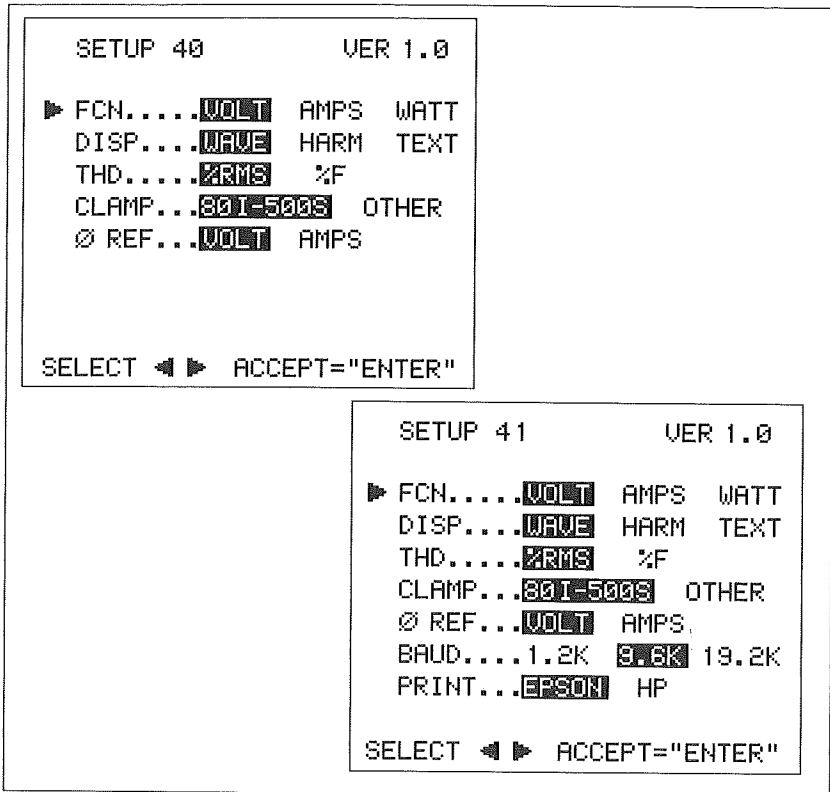 SETUP 40 VER 1.0
▶ FCN.....VOLT AMPS WATT
DISP....WAVE HARM TEXT
THD.....%RMS %F
CLAMP...80I-500S OTHER
Ø REF...VOLT AMPS
SELECT ◀ ▶ ACCEPT="ENTER"
SETUP 41 VER 1.0
▶ FCN.....VOLT AMPS WATT
DISP....WAVE HARM TEXT
THD.....%RMS %F
CLAMP...80I-500S OTHER
Ø REF...VOLT AMPS
BAUD....1.2K 9.6K 19.2K
PRINT...EPSON HP
SELECT ◀ ▶ ACCEPT="ENTER"